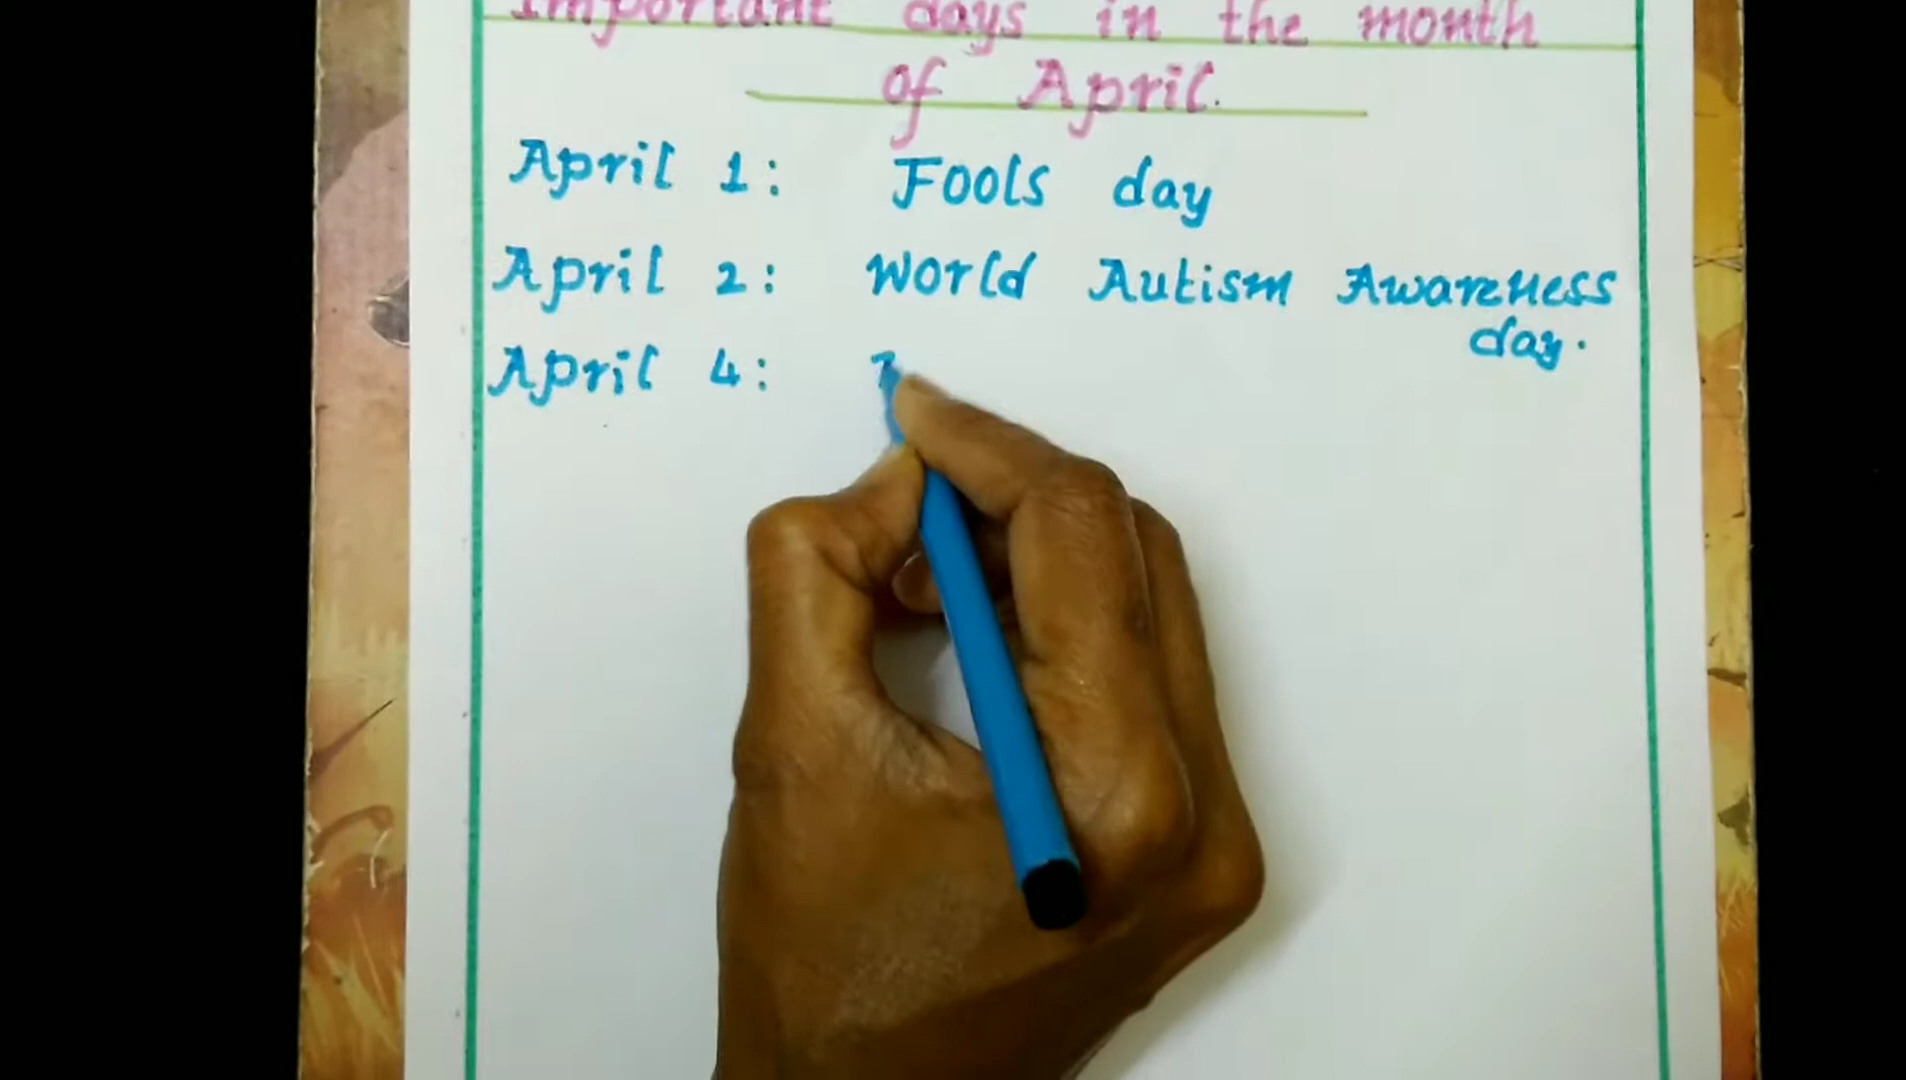 Important days in the month
of April.
April 1: Fools day
April 2: World Autism Awareness
day.
April 4: